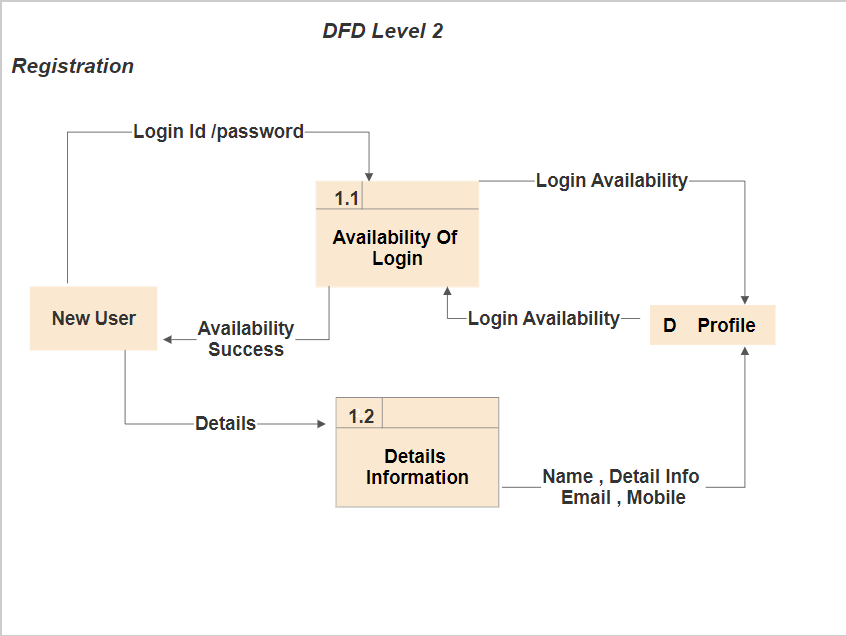 DFD Level 2
Registration
Login Id /password
Login Availability
1.1
Availability Of
Login
New User
Availability
Success
Login Availability
D Profile
1.2
Details
Details
Information
Name , Detail Info
Email , Mobile